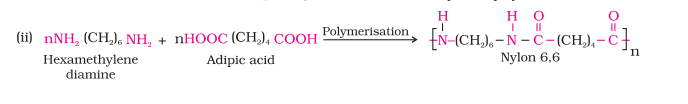 H H O O
(ii) nNH₂ (CH₂)₆ NH₂ + nHOOC (CH₂)₄ COOH Polymerisation [N–(CH₂)₆–N–C–(CH₂)₄–C]n
Hexamethylene Adipic acid Nylon 6,6
diamine